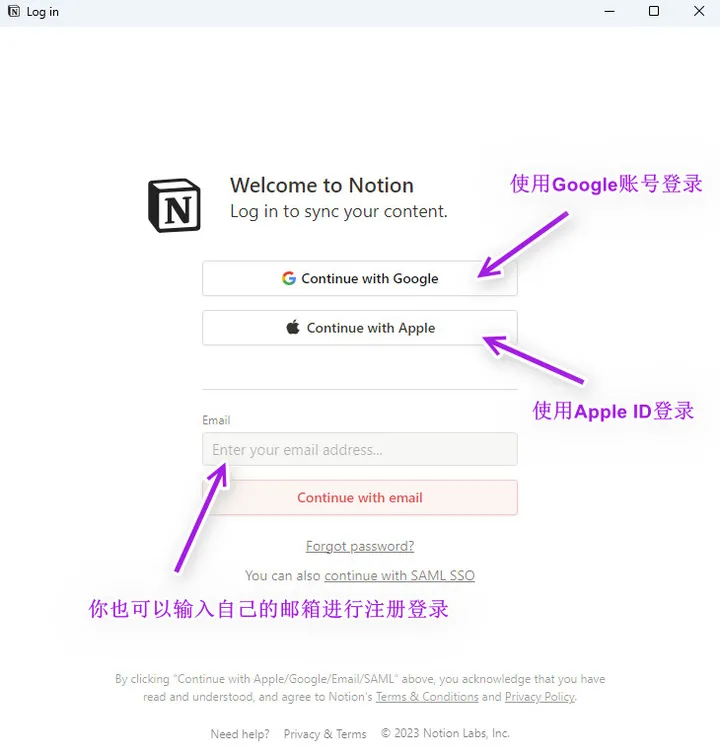 Log in
Welcome to Notion
使用Google账号登录
Log in to sync your content.
Continue with Google
Continue with Apple
使用Apple ID登录
Email
Enter your email address...
Continue with email
Forgot password?
You can also continue with SAML SSO
你也可以输入自己的邮箱进行注册登录
By clicking "Continue with Apple/Google/Email/SAML" above, you acknowledge that you have
read and understood, and agree to Notion's Terms & Conditions and Privacy Policy.
Need help? Privacy & Terms © 2023 Notion Labs, Inc.